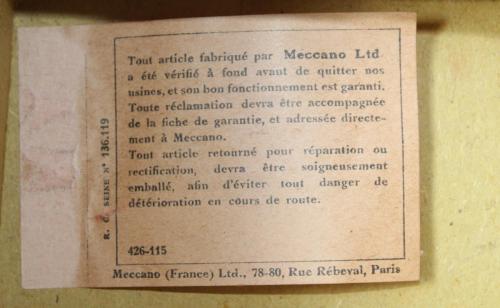 Tout article fabriqué par Meccano Ltd
a été vérifié à fond avant de quitter nos
usines, et son bon fonctionnement est garanti.
Toute réclamation devra être accompagnée
de la fiche de garantie, et adressée directe-
ment à Meccano.
Tout article retourné pour réparation ou
rectification, devra être soigneusement
emballé, afin d'éviter tout danger de
détérioration en cours de route.
426-115
Meccano (France) Ltd., 78-80, Rue Rébeval, Paris
R. C. SEINE N° 136.119